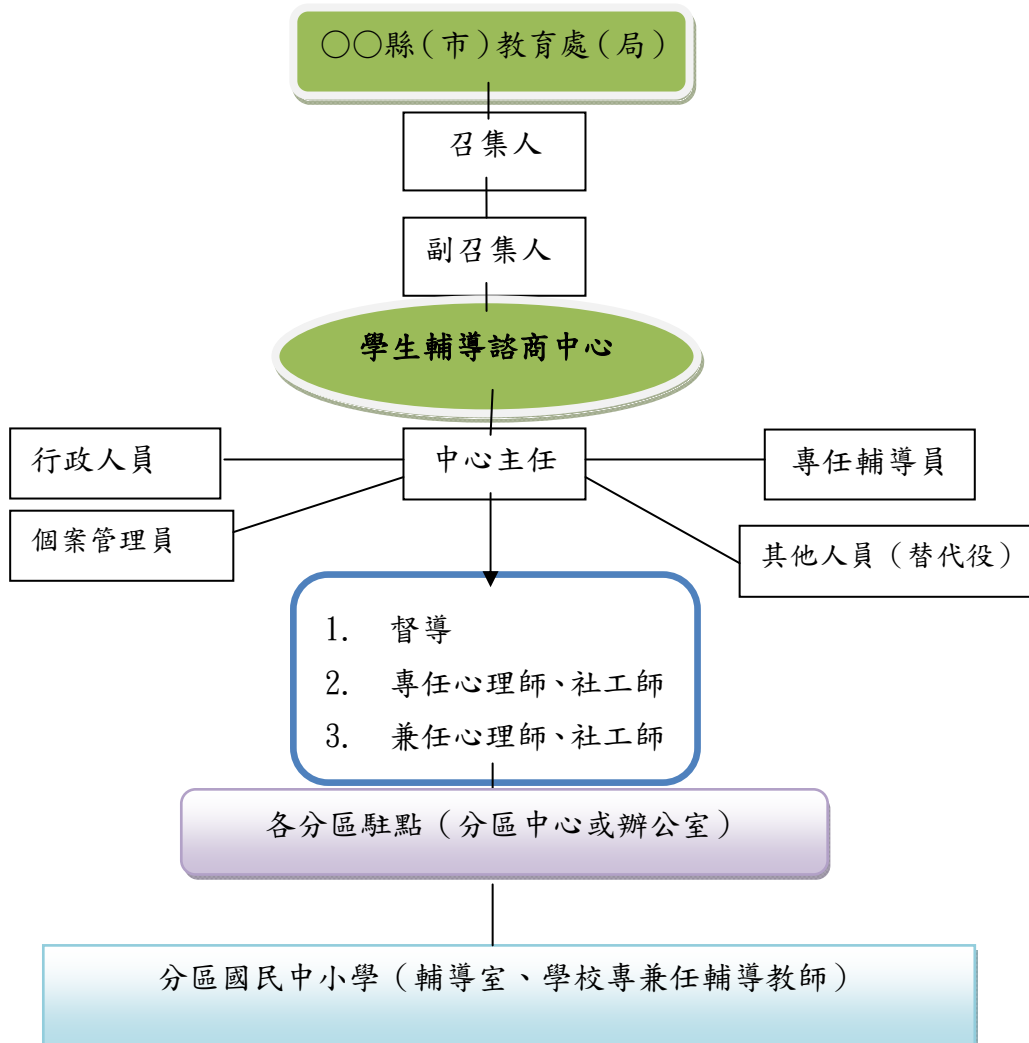 ○○縣(市)教育處(局)
召集人
副召集人
學生輔導諮商中心
行政人員
中心主任
專任輔導員
個案管理員
其他人員(替代役)
1. 督導
2. 專任心理師、社工師
3. 兼任心理師、社工師
各分區駐點(分區中心或辦公室)
分區國民中小學(輔導室、學校專兼任輔導教師)